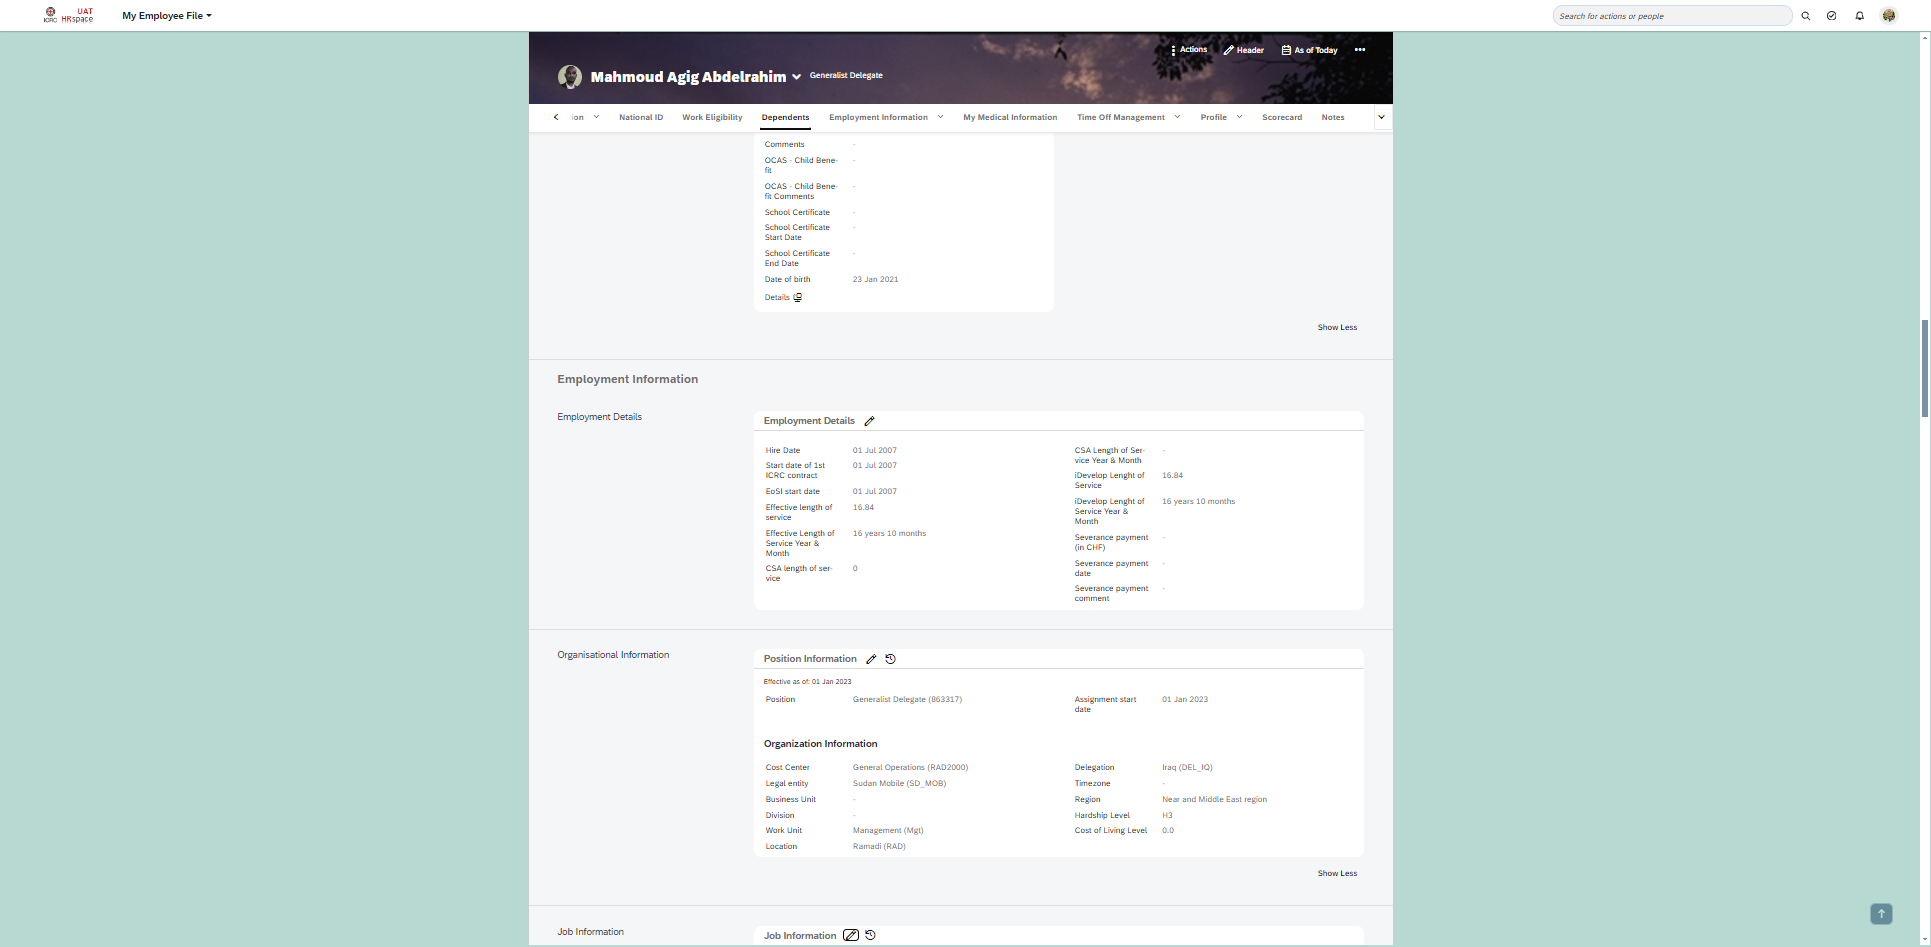 UAT
ICRC HRspace
My Employee File
Search for actions or people
Actions
Header
As of Today
Mahmoud Agig Abdelrahim
Generalist Delegate
ion
National ID
Work Eligibility
Dependents
Employment Information
My Medical Information
Time Off Management
Profile
Scorecard
Notes
Comments -
OCAS - Child Bene- -
fit
OCAS - Child Bene- -
fit Comments
School Certificate -
School Certificate -
Start Date
School Certificate -
End Date
Date of birth 23 Jan 2021
Details
Show Less
Employment Information
Employment Details
Employment Details
Hire Date 01 Jul 2007
Start date of 1st 01 Jul 2007
ICRC contract
EoSI start date 01 Jul 2007
Effective length of 16.84
service
Effective Length of 16 years 10 months
Service Year &
Month
CSA length of ser- 0
vice
CSA Length of Ser- -
vice Year & Month
iDevelop Lenght of 16.84
Service
iDevelop Lenght of 16 years 10 months
Service Year &
Month
Severance payment -
(in CHF)
Severance payment -
date
Severance payment -
comment
Organisational Information
Position Information
Effective as of: 01 Jan 2023
Position Generalist Delegate (863317)
Assignment start 01 Jan 2023
date
Organization Information
Cost Center General Operations (RAD2000)
Legal entity Sudan Mobile (SD_MOB)
Business Unit -
Division -
Work Unit Management (Mgt)
Location Ramadi (RAD)
Delegation Iraq (DEL_IQ)
Timezone -
Region Near and Middle East region
Hardship Level H3
Cost of Living Level 0.0
Show Less
Job Information
Job Information